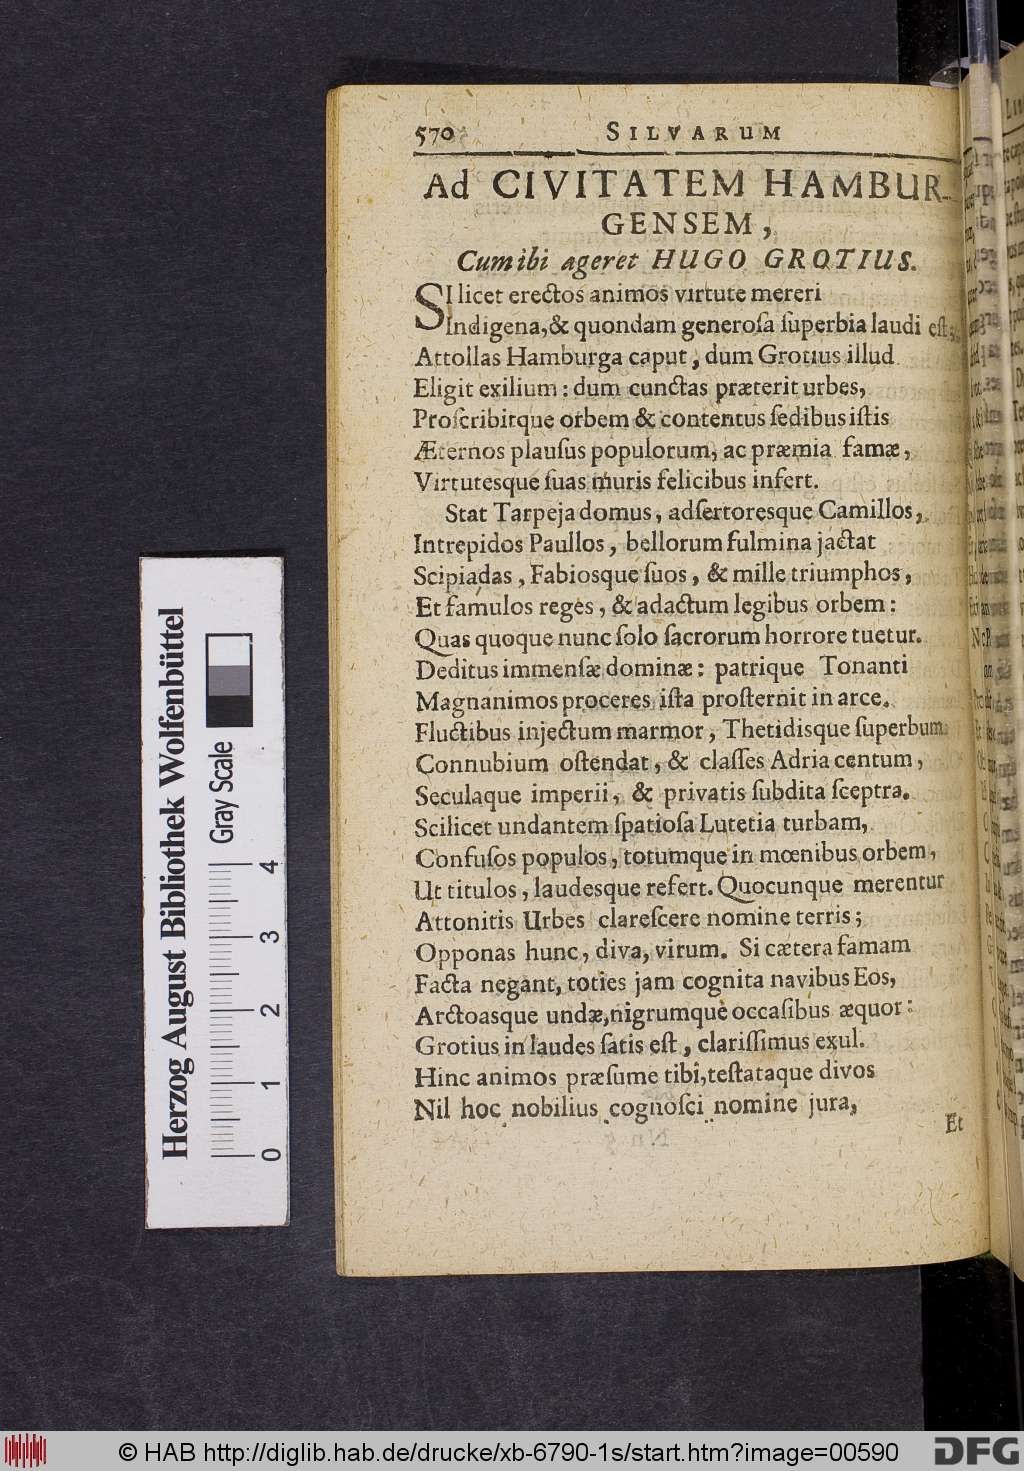 570 SILVARUM
Ad CIVITATEM HAMBUR-
GENSEM,
Cum ibi ageret HUGO GROTIUS.
SI licet erectos animos virtute mereri
Indigena, & quondam generoſa ſuperbia laudi eſt;
Attollas Hamburga caput, dum Grotius illud
Eligit exilium: dum cunctas præterit urbes,
Proſcribitque orbem & contentus ſedibus iſtis
Æternos plauſus populorum, ac præmia famæ,
Virtutesque ſuas muris felicibus infert.
Stat Tarpeja domus, adſertoresque Camillos,
Intrepidos Paullos, bellorum fulmina jactat
Scipiadas, Fabiosque ſuos, & mille triumphos,
Et famulos reges, & adactum legibus orbem:
Quas quoque nunc ſolo ſacrorum horrore tuetur.
Deditus immenſæ dominæ: patrique Tonanti
Magnanimos proceres iſta proſternit in arce.
Fluctibus injectum marmor, Thetidisque ſuperbum
Connubium oſtendat, & claſſes Adria centum,
Seculaque imperii, & privatis ſubdita ſceptra.
Scilicet undantem ſpatioſa Lutetia turbam,
Confuſos populos, totumque in mœnibus orbem,
Ut titulos, laudesque refert. Quocunque merentur
Attonitis Urbes clareſcere nomine terris;
Opponas hunc, diva, virum. Si cætera famam
Facta negant, toties jam cognita navibus Eos,
Arctoasque undæ, nigrumque occaſibus æquor:
Grotius in laudes ſatis eſt, clariſſimus exul.
Hinc animos præſume tibi, teſtataque divos
Nil hoc nobilius cognoſci nomine jura,
Et
Herzog August Bibliothek Wolfenbüttel
Gray Scale
0 1 2 3 4
© HAB http://diglib.hab.de/drucke/xb-6790-1s/start.htm?image=00590
DFG